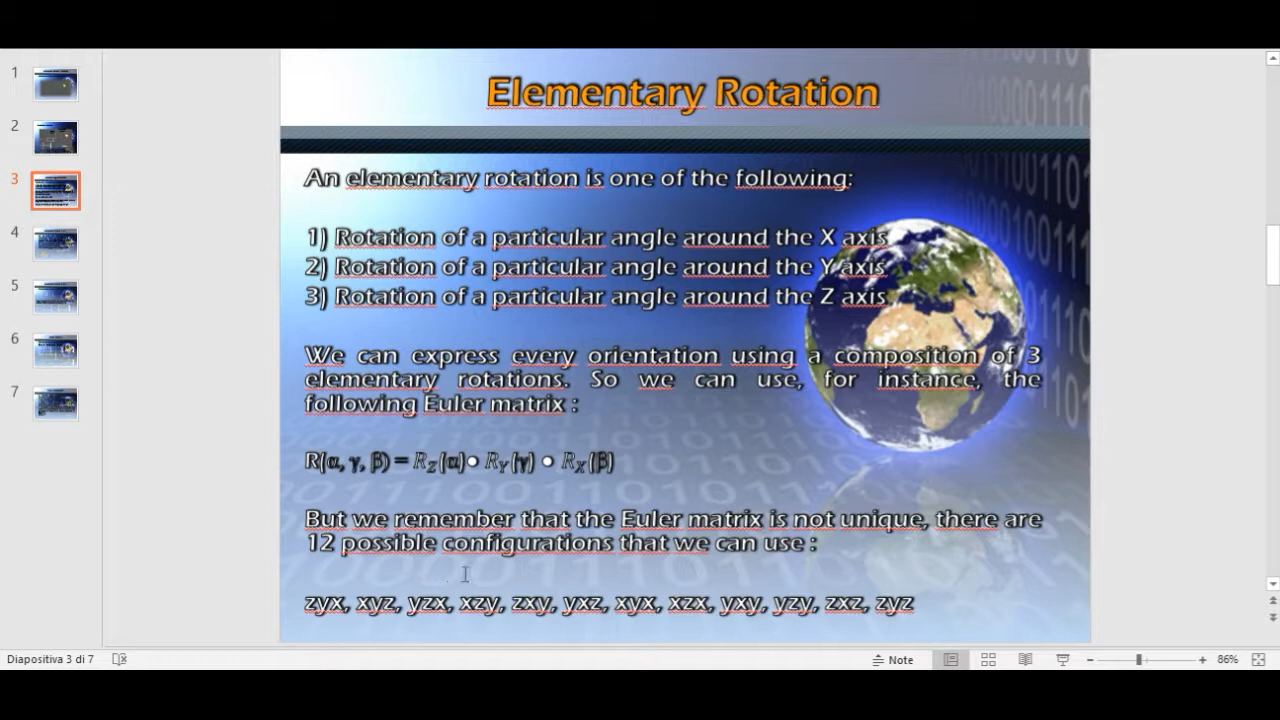 Elementary Rotation
An elementary rotation is one of the following:
1) Rotation of a particular angle around the X axis
2) Rotation of a particular angle around the Y axis
3) Rotation of a particular angle around the Z axis
We can express every orientation using a composition of 3
elementary rotations. So we can use, for instance, the
following Euler matrix :
R(α, γ, β) = R_Z(α)• R_Y(γ) • R_X(β)
But we remember that the Euler matrix is not unique, there are
12 possible configurations that we can use :
zyx, xyz, yzx, xzy, zxy, yxz, xyx, xzx, yxy, yzy, zxz, zyz
1
2
3
4
5
6
7
Diapositiva 3 di 7
Note
86%